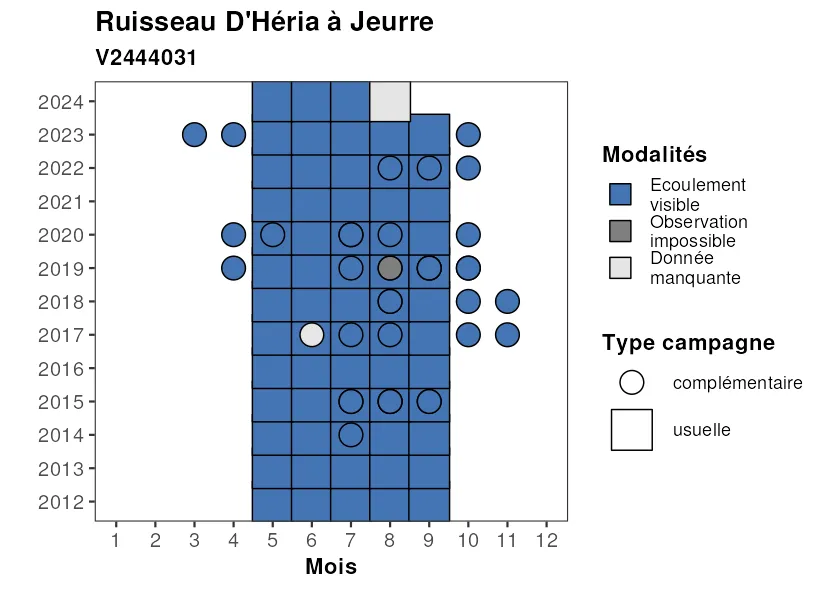 Ruisseau D'Héria à Jeurre
V2444031
2024
2023
2022
2021
2020
2019
2018
2017
2016
2015
2014
2013
2012
1 2 3 4 5 6 7 8 9 10 11 12
Mois
Modalités
Ecoulement
visible
Observation
impossible
Donnée
manquante
Type campagne
complémentaire
usuelle